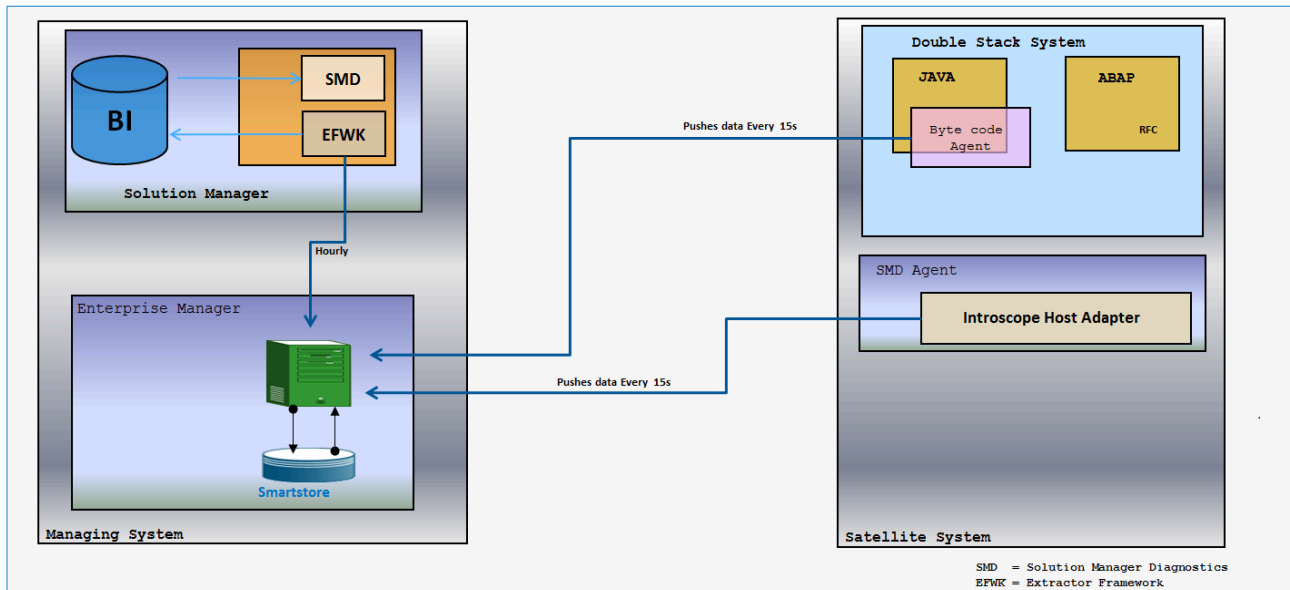 BI
SMD
EFWK
Solution Manager
Hourly
Enterprise Manager
Smartstore
Managing System
Pushes data Every 15s
Pushes data Every 15s
Double Stack System
JAVA
ABAP
Byte code
Agent
RFC
SMD Agent
Introscope Host Adapter
Satellite System
SMD = Solution Manager Diagnostics
EFWK = Extractor Framework